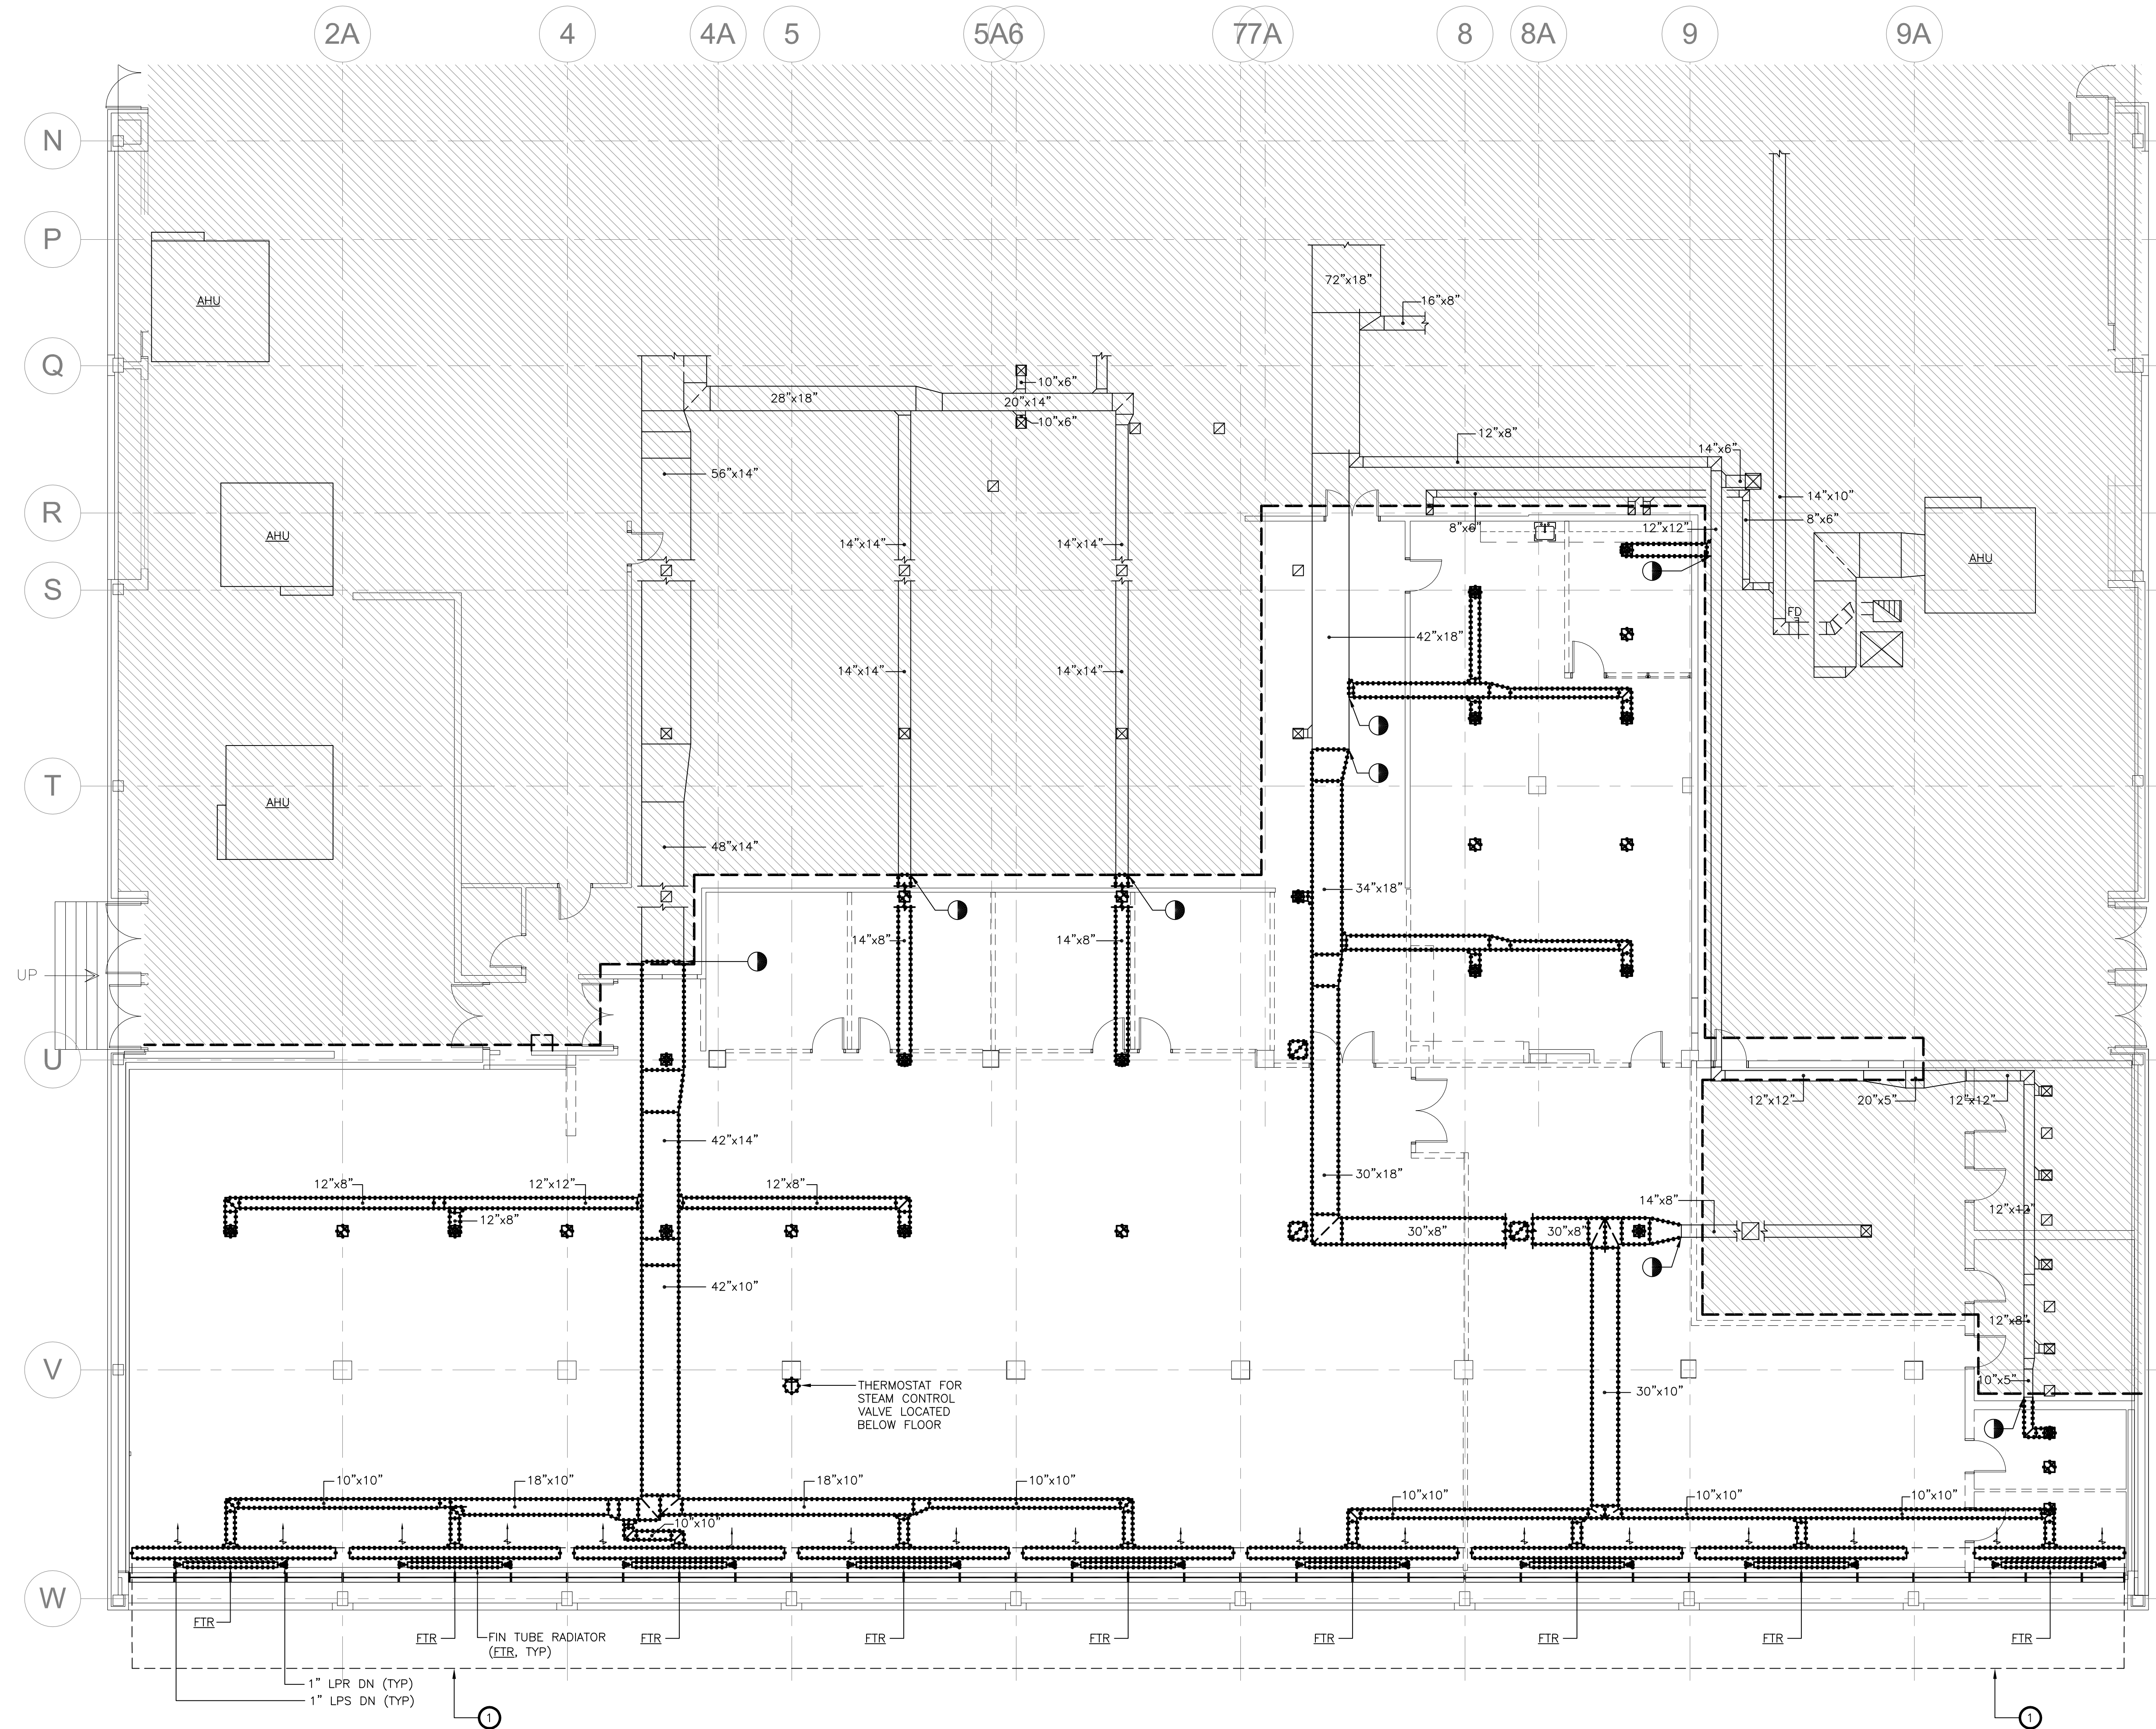 2A
4
4A
5
5A
6
7
7A
8
8A
9
9A
N
P
AHU
72"x18"
16"x8"
Q
10"x6"
28"x18"
20"x14"
10"x6"
12"x8"
14"x6"
56"x14"
14"x10"
R
8"x6"
12"x12"
8"x6"
AHU
14"x14"
14"x14"
AHU
S
FD
42"x18"
14"x14"
14"x14"
T
AHU
48"x14"
34"x18"
14"x8"
14"x8"
UP
U
12"x12"
20"x5"
12"x12"
42"x14"
30"x18"
12"x8"
12"x12"
12"x8"
14"x8"
12"x12"
12"x8"
30"x8"
30"x8"
42"x10"
12"x8"
V
10"x5"
THERMOSTAT FOR
STEAM CONTROL
VALVE LOCATED
BELOW FLOOR
30"x10"
10"x10"
18"x10"
18"x10"
10"x10"
10"x10"
10"x10"
10"x10"
10"x10"
W
FTR
FTR
FIN TUBE RADIATOR
(FTR, TYP)
FTR
FTR
FTR
FTR
FTR
FTR
FTR
1" LPR DN (TYP)
1" LPS DN (TYP)
1
1